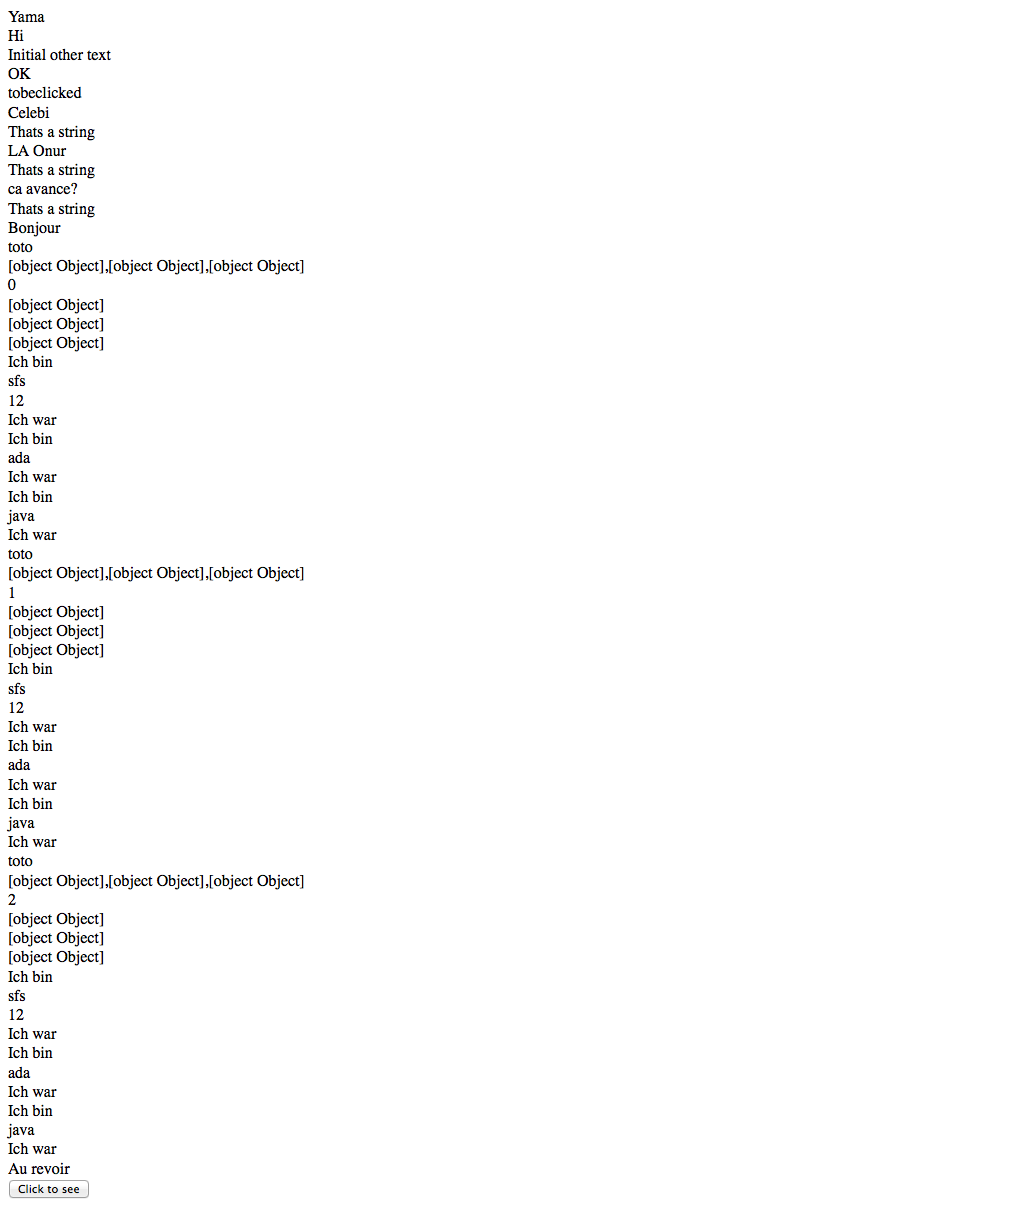 Yama
Hi
Initial other text
OK
tobeclicked
Celebi
Thats a string
LA Onur
Thats a string
ca avance?
Thats a string
Bonjour
toto
[object Object],[object Object],[object Object]
0
[object Object]
[object Object]
[object Object]
Ich bin
sfs
12
Ich war
Ich bin
ada
Ich war
Ich bin
java
Ich war
toto
[object Object],[object Object],[object Object]
1
[object Object]
[object Object]
[object Object]
Ich bin
sfs
12
Ich war
Ich bin
ada
Ich war
Ich bin
java
Ich war
toto
[object Object],[object Object],[object Object]
2
[object Object]
[object Object]
[object Object]
Ich bin
sfs
12
Ich war
Ich bin
ada
Ich war
Ich bin
java
Ich war
Au revoir
Click to see